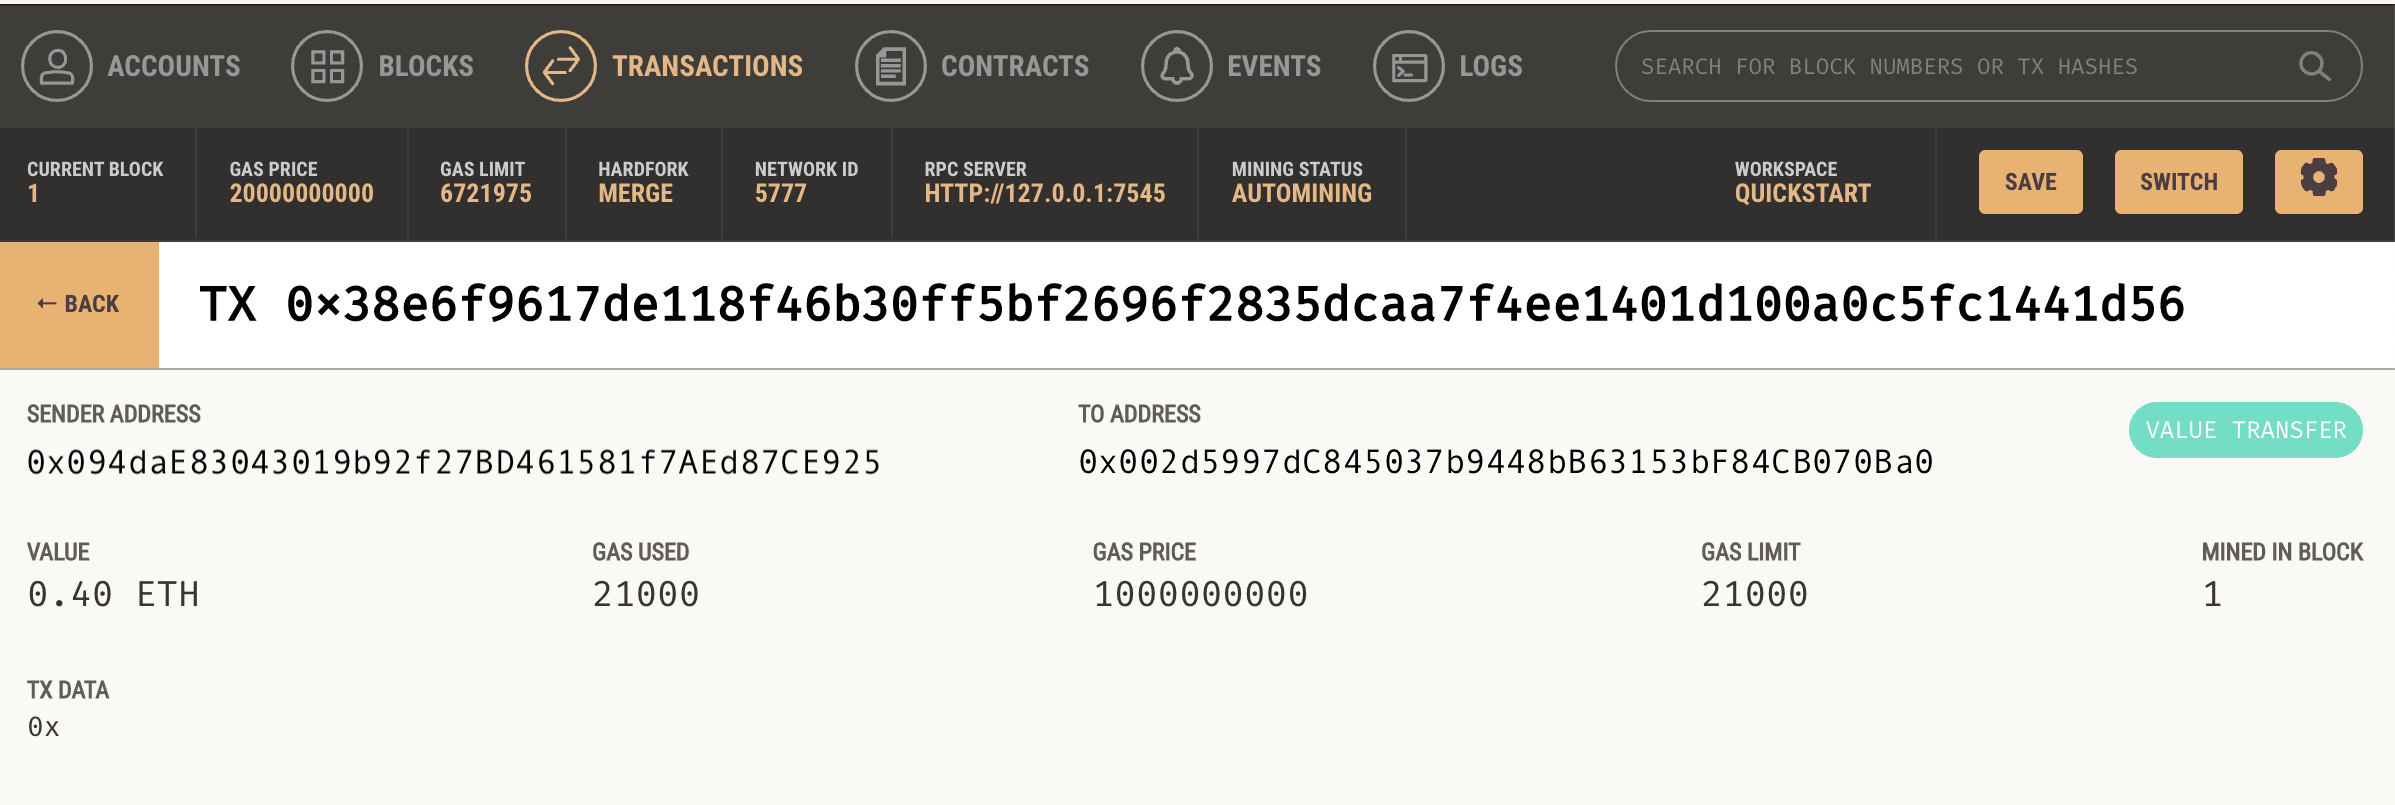 ACCOUNTS BLOCKS TRANSACTIONS CONTRACTS EVENTS LOGS SEARCH FOR BLOCK NUMBERS OR TX HASHES
CURRENT BLOCK GAS PRICE GAS LIMIT HARDFORK NETWORK ID RPC SERVER MINING STATUS WORKSPACE
1 20000000000 6721975 MERGE 5777 HTTP://127.0.0.1:7545 AUTOMINING QUICKSTART
SAVE SWITCH
← BACK TX 0×38e6f9617de118f46b30ff5bf2696f2835dcaa7f4ee1401d100a0c5fc1441d56
SENDER ADDRESS TO ADDRESS
0x094daE83043019b92f27BD461581f7AEd87CE925 0x002d5997dC845037b9448bB63153bF84CB070Ba0
VALUE TRANSFER
VALUE GAS USED GAS PRICE GAS LIMIT MINED IN BLOCK
0.40 ETH 21000 1000000000 21000 1
TX DATA
0x